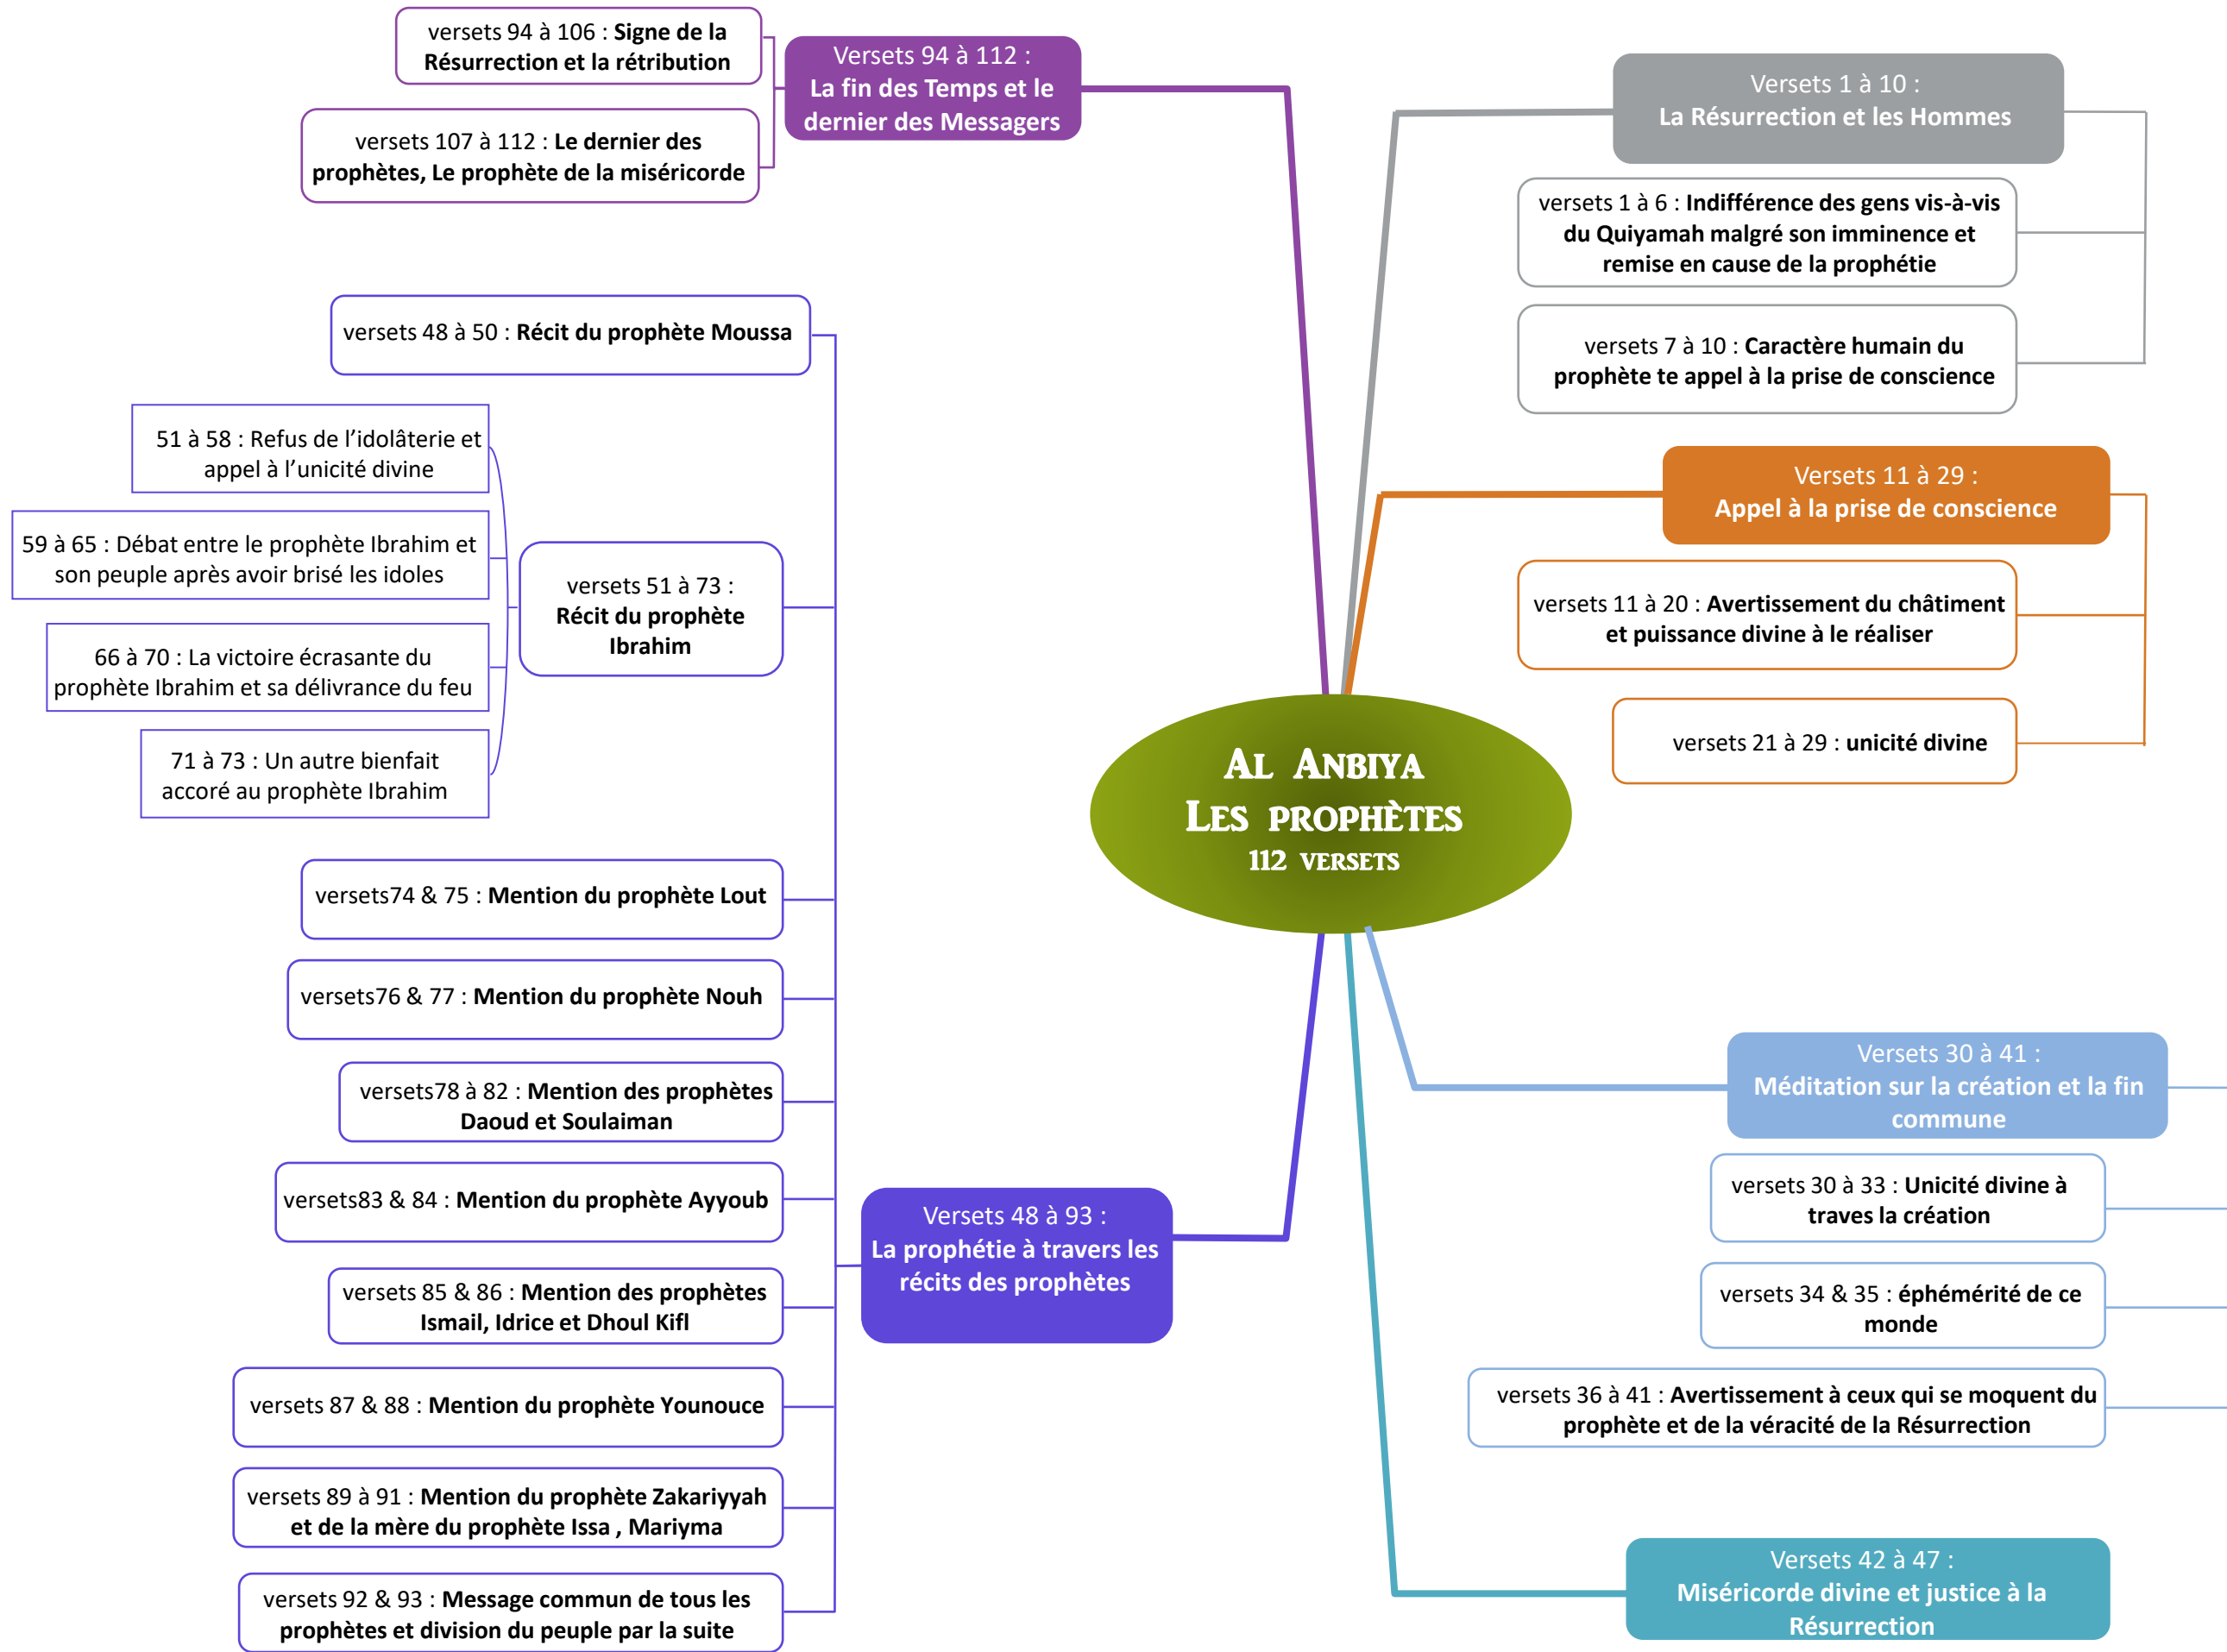 AL ANBIYA
LES PROPHÈTES
112 VERSETS
Versets 1 à 10 :
La Résurrection et les Hommes
versets 1 à 6 : Indifférence des gens vis-à-vis
du Quiyamah malgré son imminence et
remise en cause de la prophétie
versets 7 à 10 : Caractère humain du
prophète te appel à la prise de conscience
Versets 11 à 29 :
Appel à la prise de conscience
versets 11 à 20 : Avertissement du châtiment
et puissance divine à le réaliser
versets 21 à 29 : unicité divine
Versets 30 à 41 :
Méditation sur la création et la fin
commune
versets 30 à 33 : Unicité divine à
traves la création
versets 34 & 35 : éphémérité de ce
monde
versets 36 à 41 : Avertissement à ceux qui se moquent du
prophète et de la véracité de la Résurrection
Versets 42 à 47 :
Miséricorde divine et justice à la
Résurrection
Versets 48 à 93 :
La prophétie à travers les
récits des prophètes
versets 48 à 50 : Récit du prophète Moussa
versets 51 à 73 :
Récit du prophète
Ibrahim
51 à 58 : Refus de l’idolâterie et
appel à l’unicité divine
59 à 65 : Débat entre le prophète Ibrahim et
son peuple après avoir brisé les idoles
66 à 70 : La victoire écrasante du
prophète Ibrahim et sa délivrance du feu
71 à 73 : Un autre bienfait
accoré au prophète Ibrahim
versets74 & 75 : Mention du prophète Lout
versets76 & 77 : Mention du prophète Nouh
versets78 à 82 : Mention des prophètes
Daoud et Soulaiman
versets83 & 84 : Mention du prophète Ayyoub
versets 85 & 86 : Mention des prophètes
Ismail, Idrice et Dhoul Kifl
versets 87 & 88 : Mention du prophète Younouce
versets 89 à 91 : Mention du prophète Zakariyyah
et de la mère du prophète Issa , Mariyma
versets 92 & 93 : Message commun de tous les
prophètes et division du peuple par la suite
Versets 94 à 112 :
La fin des Temps et le
dernier des Messagers
versets 94 à 106 : Signe de la
Résurrection et la rétribution
versets 107 à 112 : Le dernier des
prophètes, Le prophète de la miséricorde